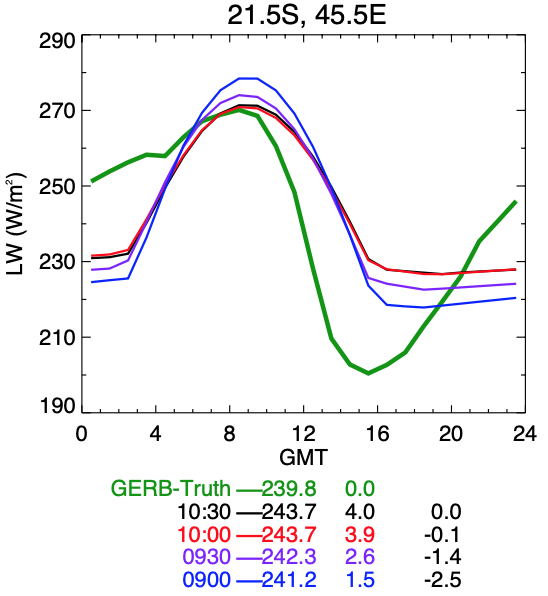 21.5S, 45.5E
290
270
250
230
210
190
LW (W/m²)
0 4 8 12 16 20 24
GMT
GERB-Truth 239.8 0.0
10:30 243.7 4.0 0.0
10:00 243.7 3.9 -0.1
0930 242.3 2.6 -1.4
0900 241.2 1.5 -2.5